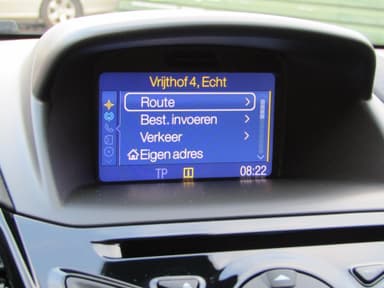 Vrijthof 4, Echt
Route
Best. invoeren
Verkeer
Eigen adres
TP 08:22